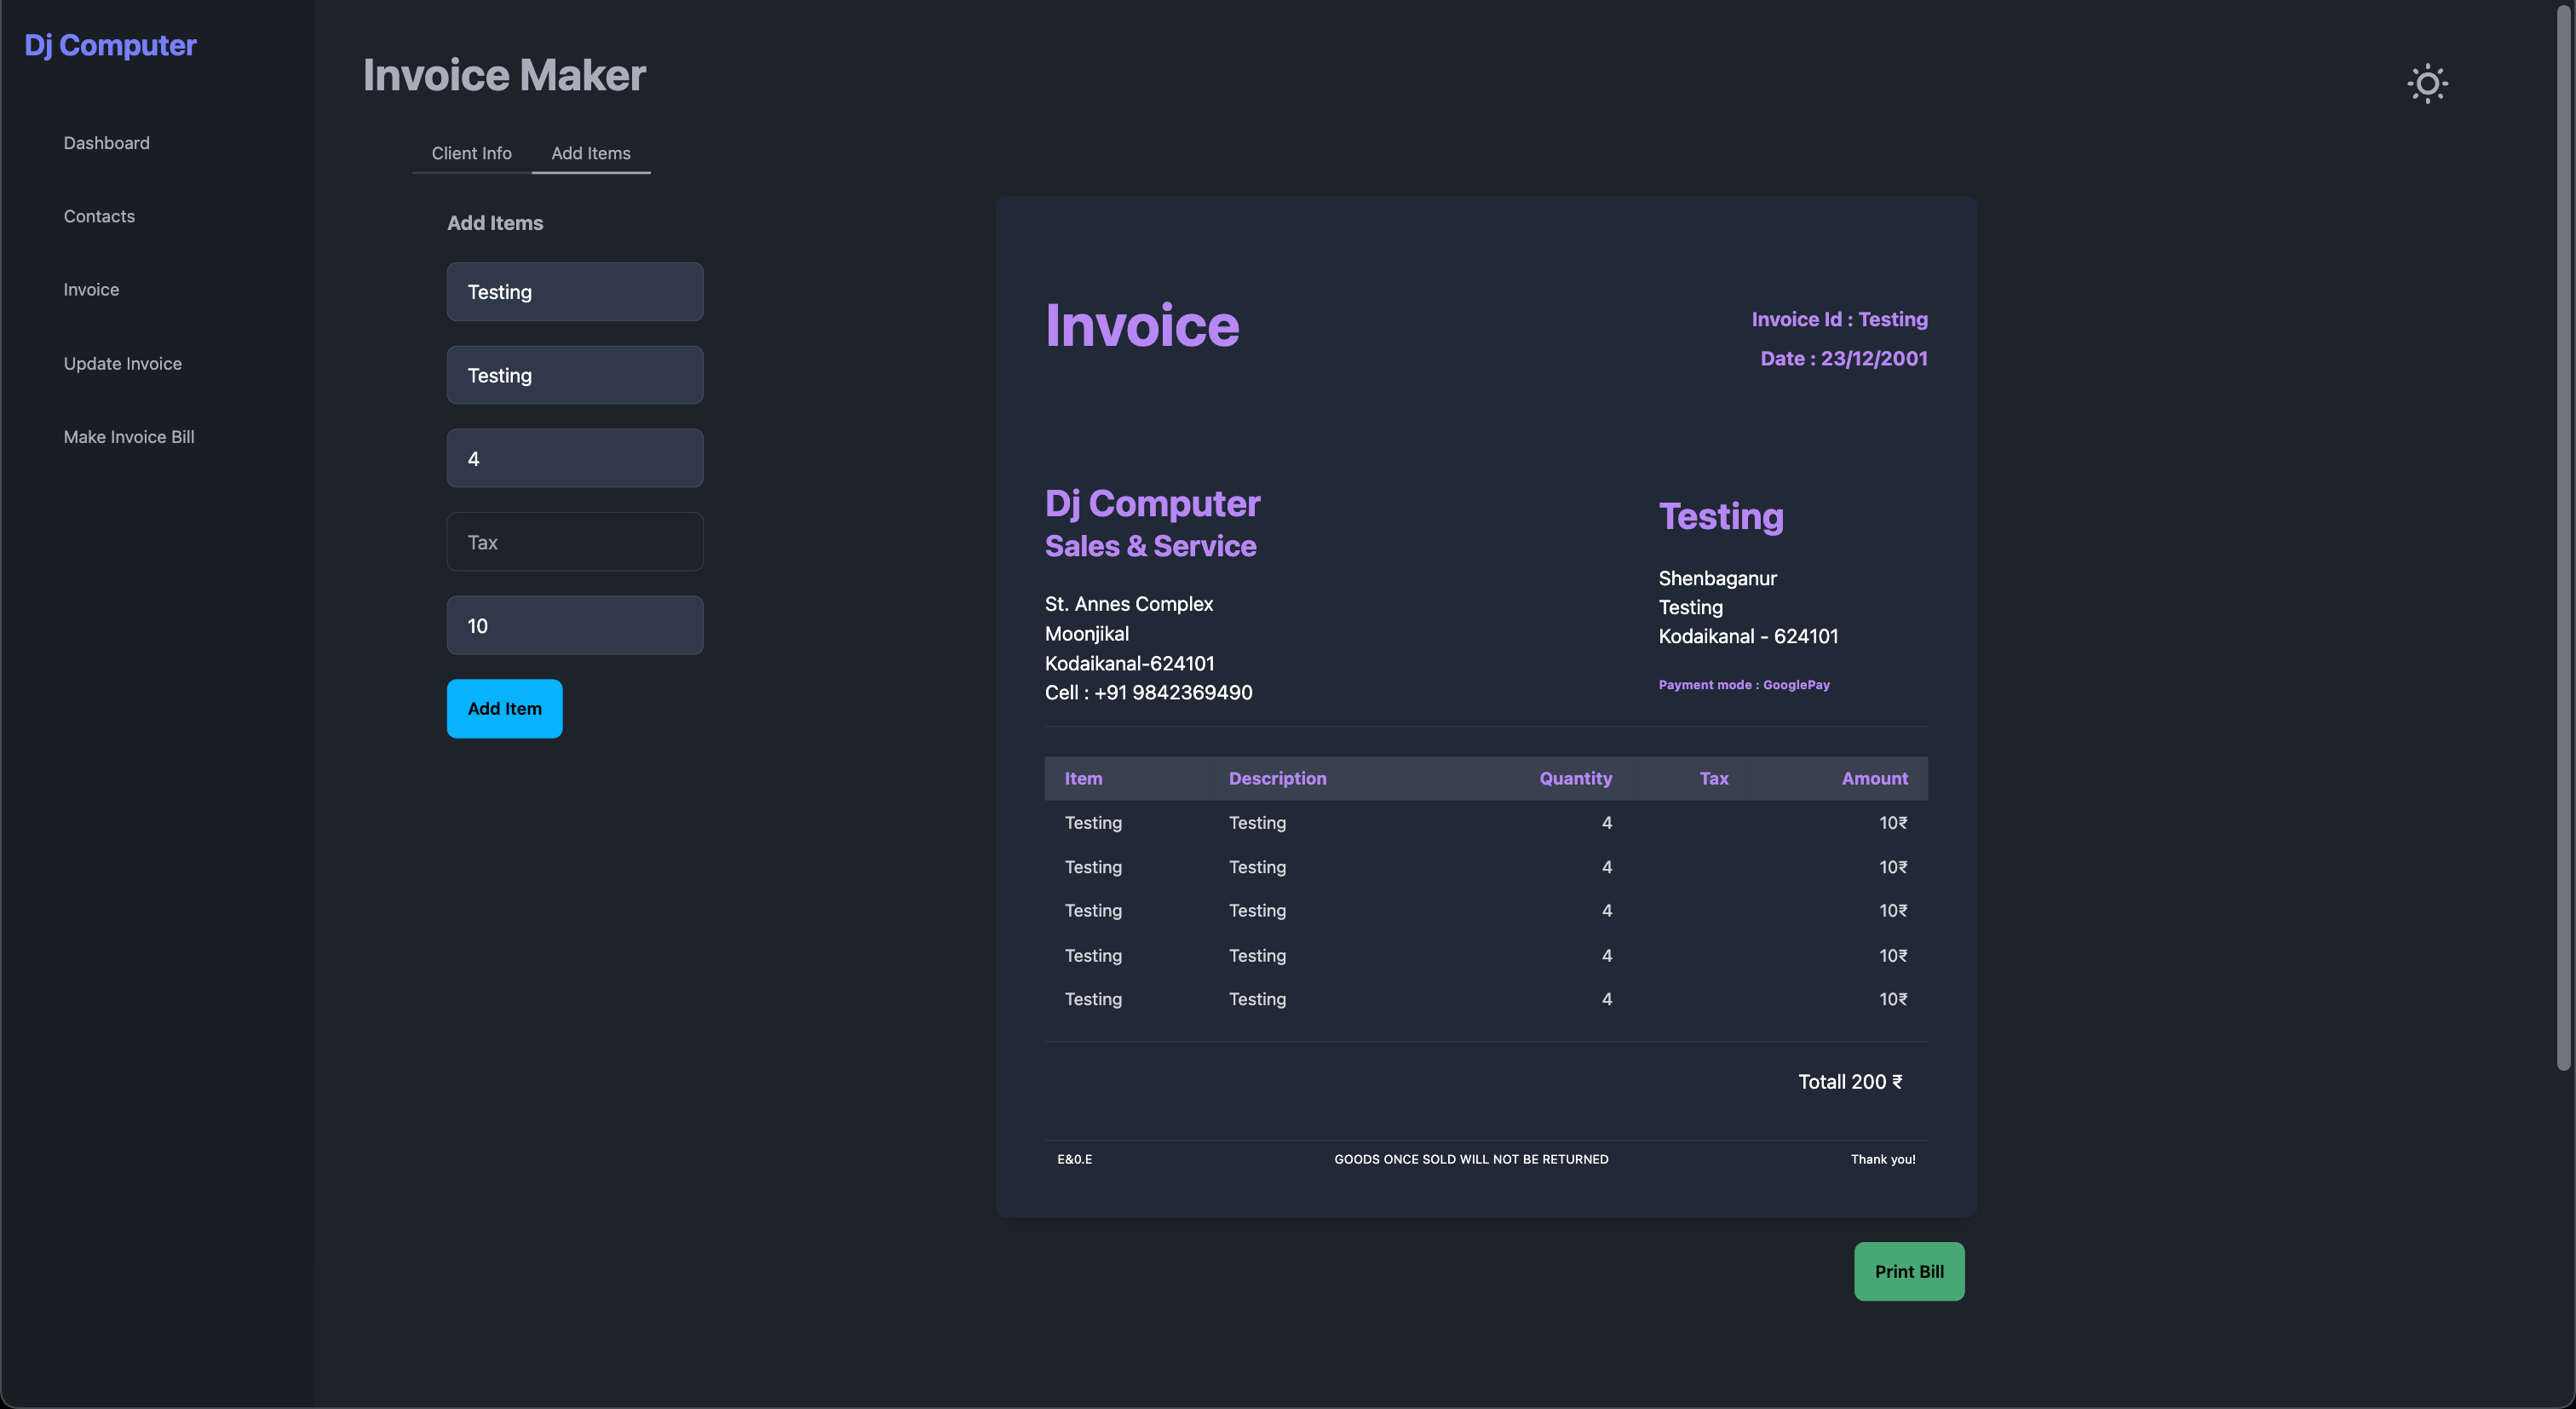 Dj Computer
Dashboard
Contacts
Invoice
Update Invoice
Make Invoice Bill
Invoice Maker
Client Info Add Items
Add Items
Testing
Testing
4
Tax
10
Add Item
Invoice
Invoice Id : Testing
Date : 23/12/2001
Dj Computer
Sales & Service
St. Annes Complex
Moonjikal
Kodaikanal-624101
Cell : +91 9842369490
Testing
Shenbaganur
Testing
Kodaikanal - 624101
Payment mode : GooglePay
Item Description Quantity Tax Amount
Testing Testing 4 10₹
Testing Testing 4 10₹
Testing Testing 4 10₹
Testing Testing 4 10₹
Testing Testing 4 10₹
Totall 200 ₹
E&0.E GOODS ONCE SOLD WILL NOT BE RETURNED Thank you!
Print Bill